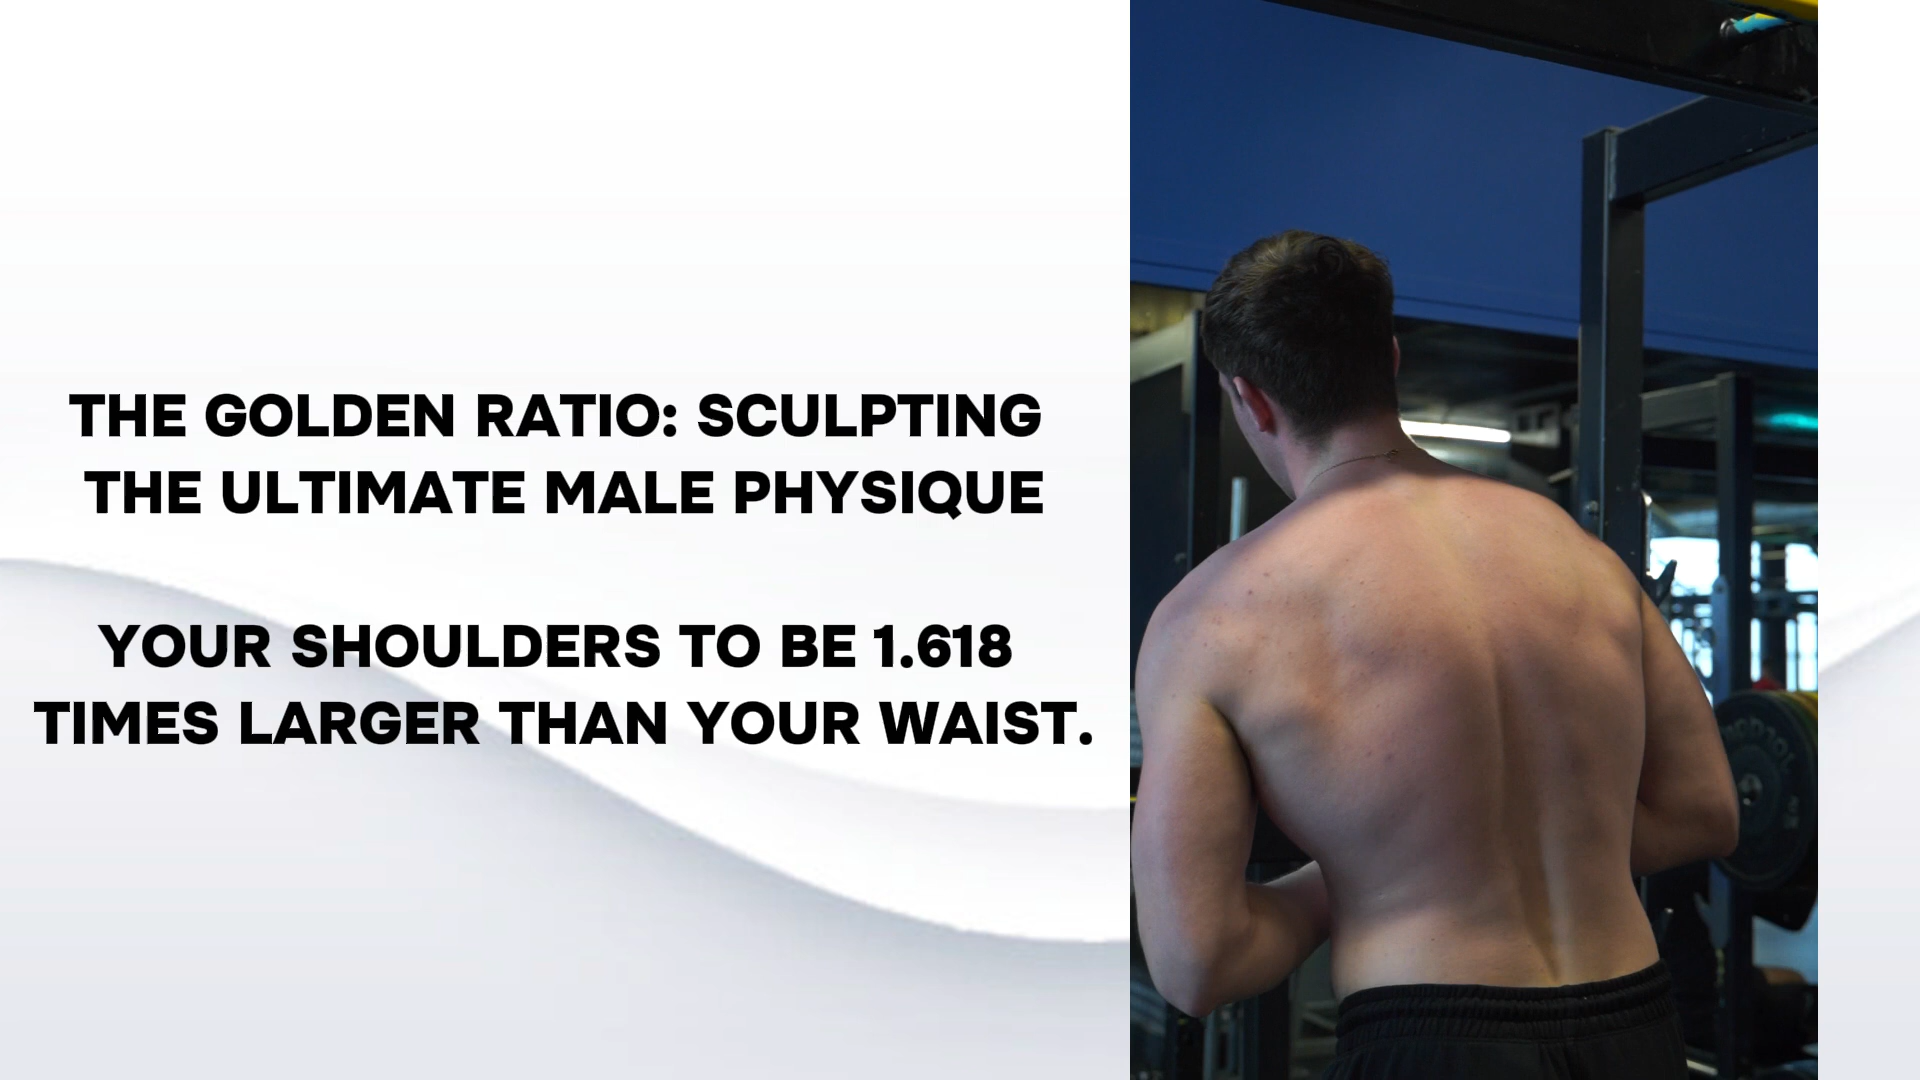 THE GOLDEN RATIO: SCULPTING
THE ULTIMATE MALE PHYSIQUE
YOUR SHOULDERS TO BE 1.618
TIMES LARGER THAN YOUR WAIST.